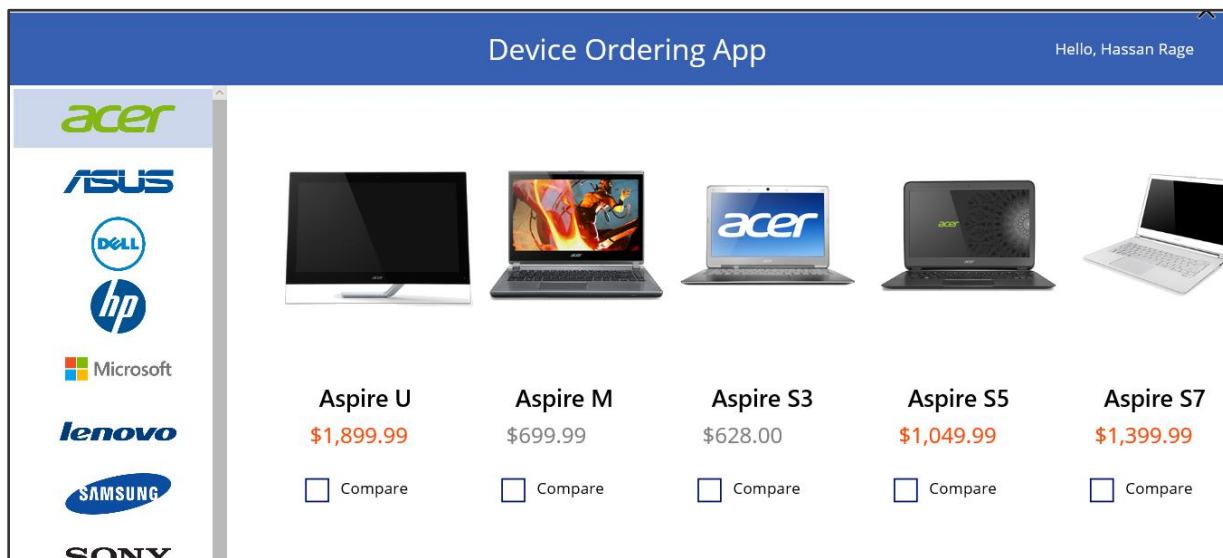 Device Ordering App
Hello, Hassan Rage
acer
ASUS
DELL
hp
Microsoft
lenovo
SAMSUNG
SONY
acer
acer
Aspire U
$1,899.99
Compare
Aspire M
$699.99
Compare
Aspire S3
$628.00
Compare
Aspire S5
$1,049.99
Compare
Aspire S7
$1,399.99
Compare